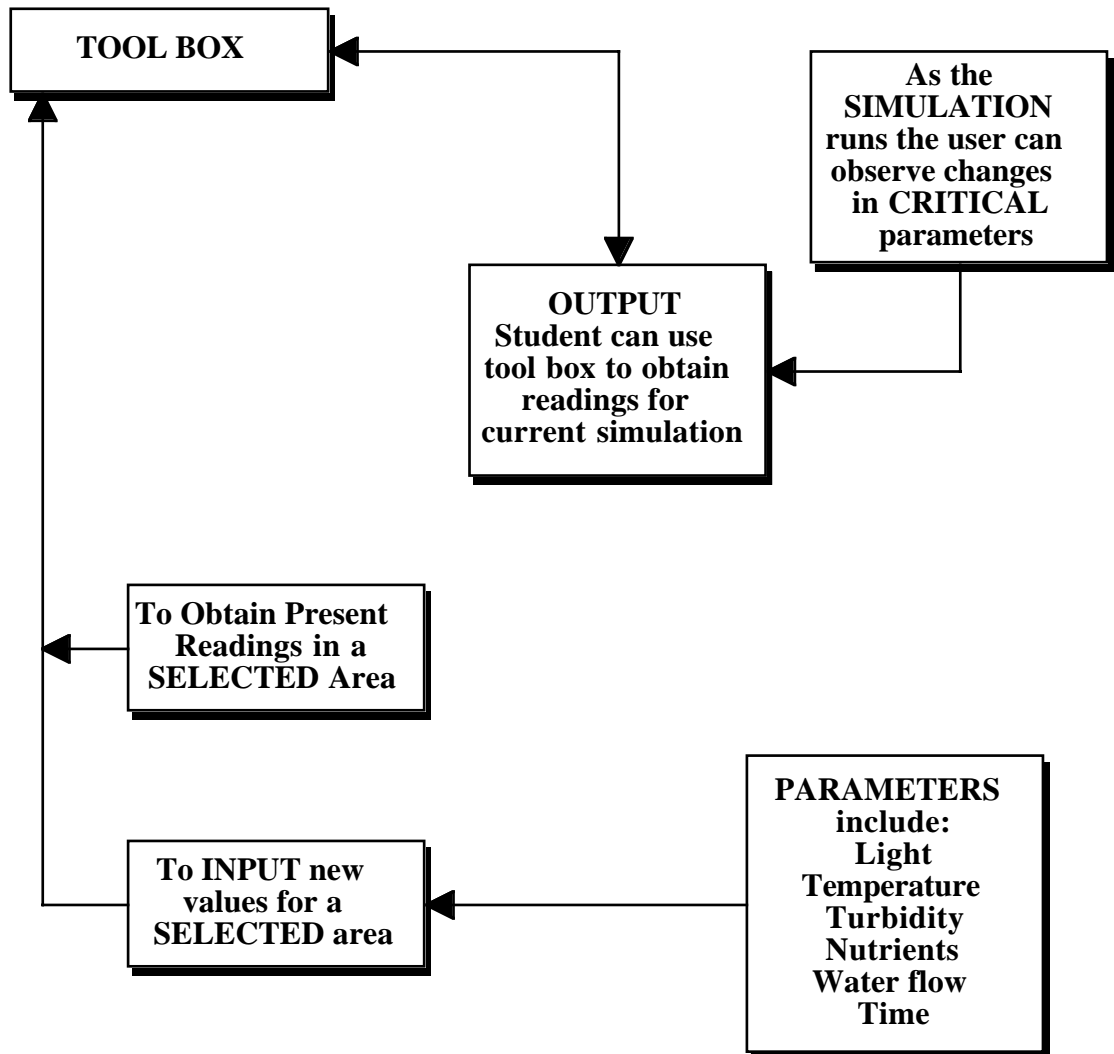 TOOL BOX
As the
SIMULATION
runs the user can
observe changes
in CRITICAL
parameters
OUTPUT
Student can use
tool box to obtain
readings for
current simulation
To Obtain Present
Readings in a
SELECTED Area
To INPUT new
values for a
SELECTED area
PARAMETERS
include:
Light
Temperature
Turbidity
Nutrients
Water flow
Time